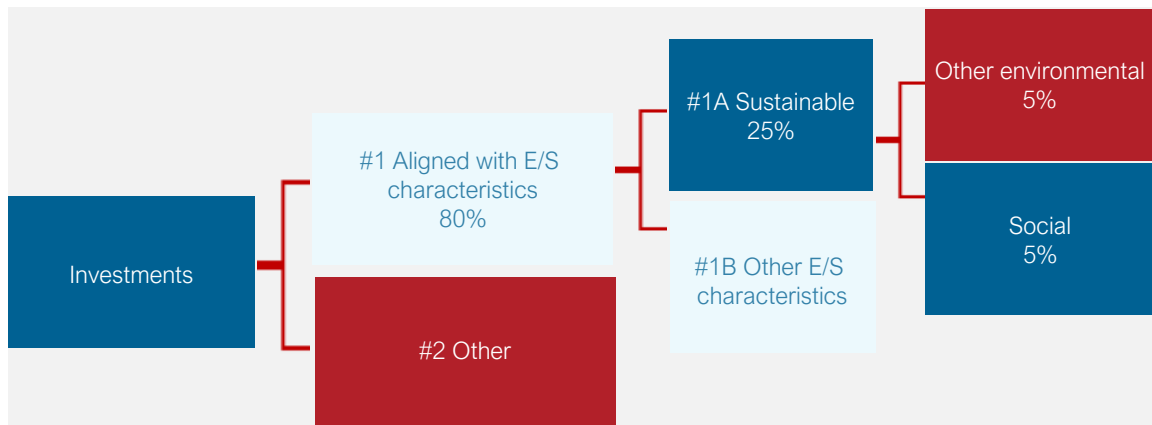 Investments
#1 Aligned with E/S
characteristics
80%
#2 Other
#1A Sustainable
25%
#1B Other E/S
characteristics
Other environmental
5%
Social
5%